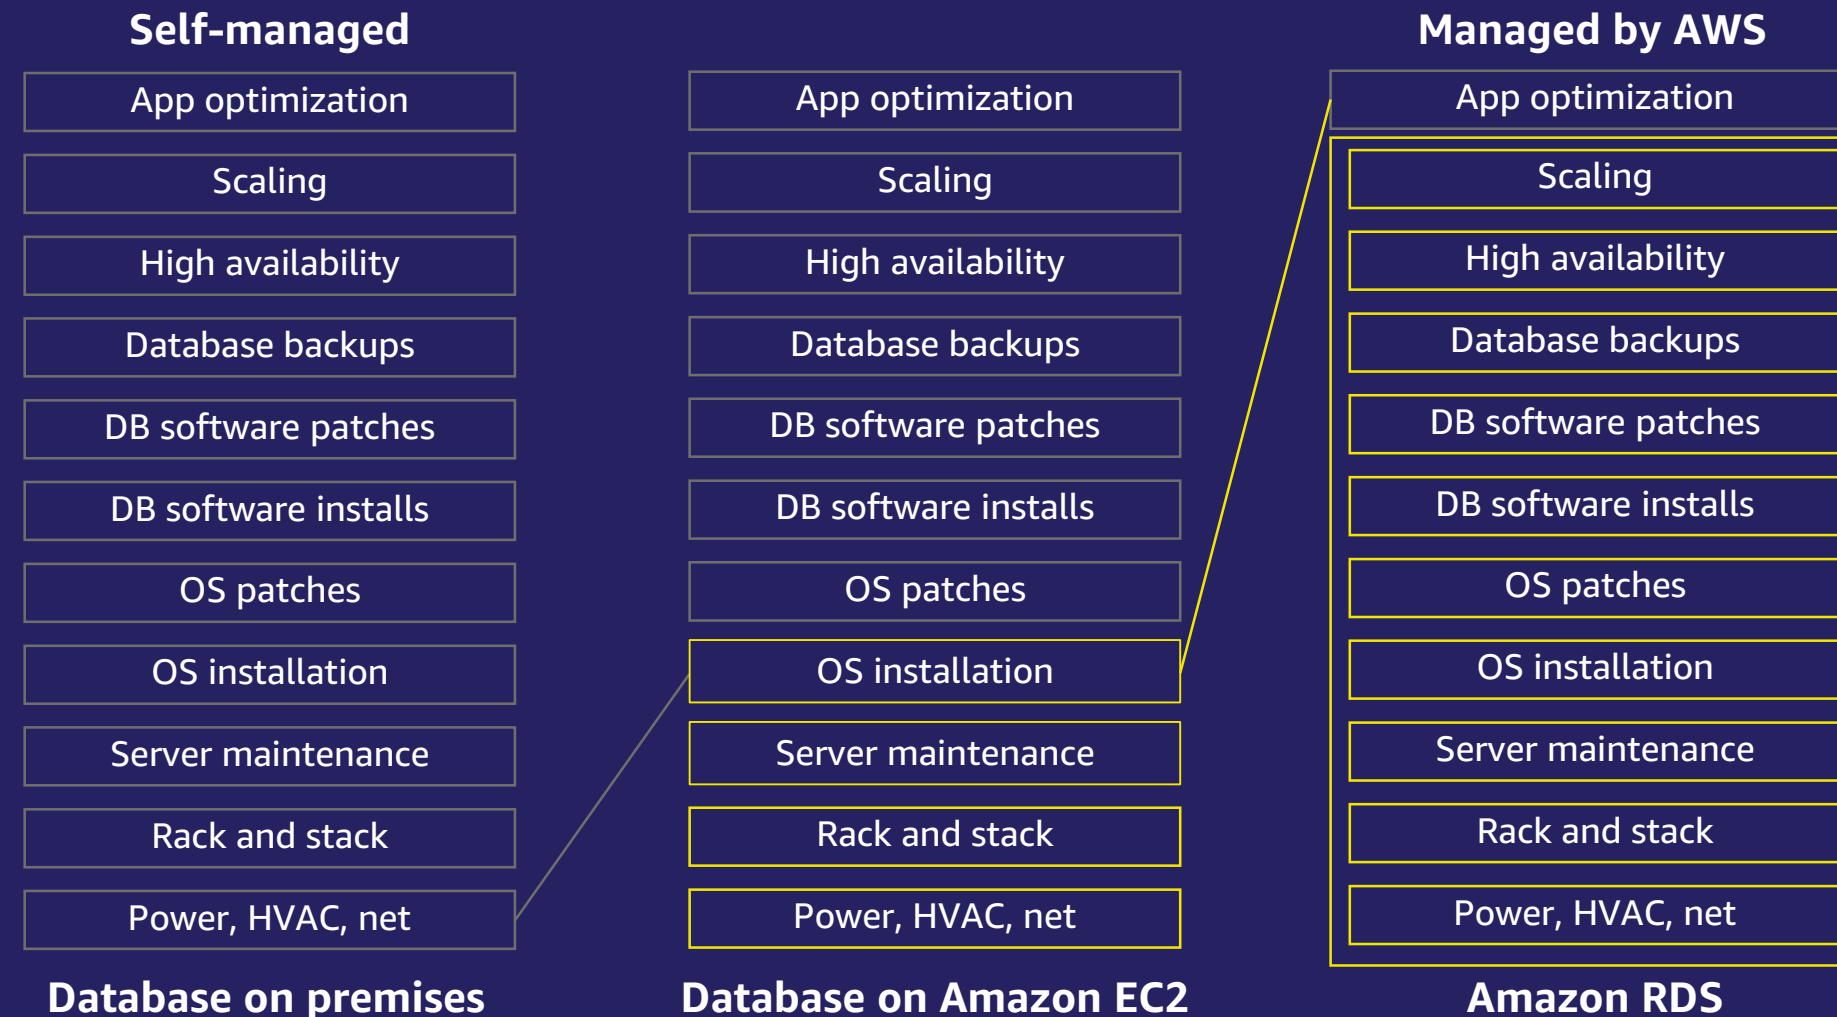 Self-managed
App optimization
Scaling
High availability
Database backups
DB software patches
DB software installs
OS patches
OS installation
Server maintenance
Rack and stack
Power, HVAC, net
Database on premises
App optimization
Scaling
High availability
Database backups
DB software patches
DB software installs
OS patches
OS installation
Server maintenance
Rack and stack
Power, HVAC, net
Database on Amazon EC2
Managed by AWS
App optimization
Scaling
High availability
Database backups
DB software patches
DB software installs
OS patches
OS installation
Server maintenance
Rack and stack
Power, HVAC, net
Amazon RDS